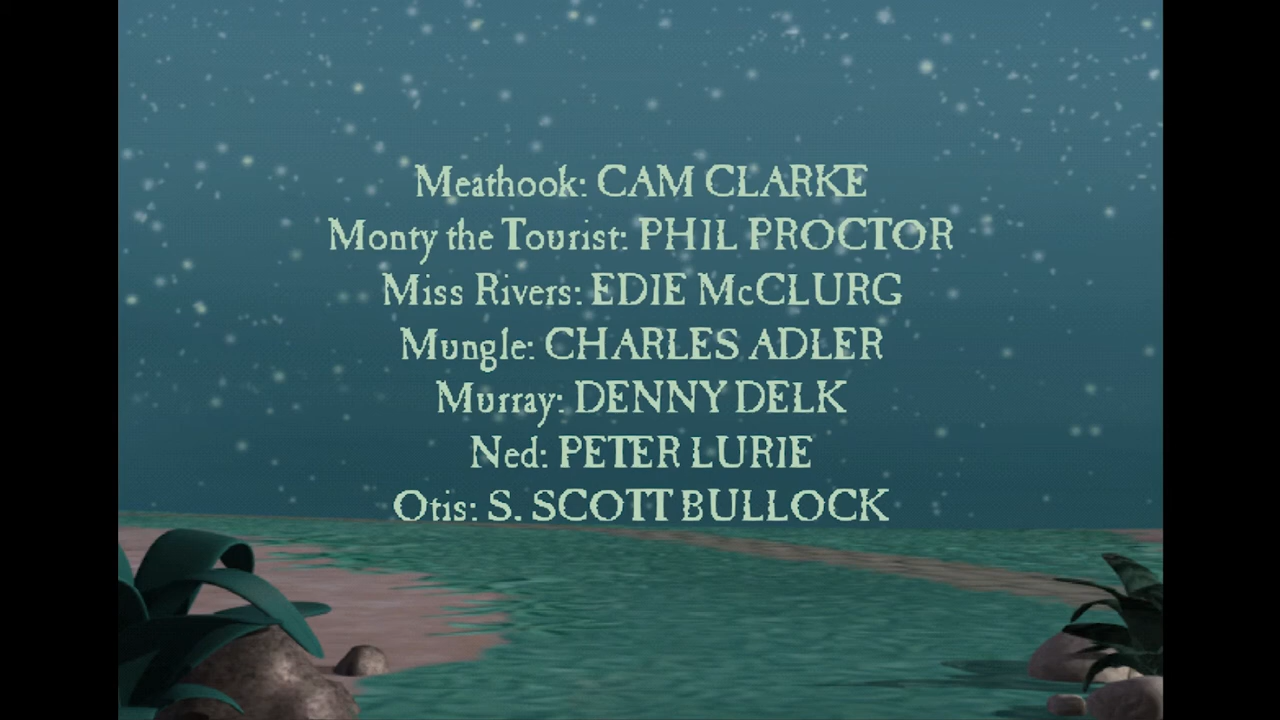 Meathook: CAM CLARKE
Monty the Tourist: PHIL PROCTOR
Miss Rivers: EDIE McCLURG
Mungle: CHARLES ADLER
Murray: DENNY DELK
Ned: PETER LURIE
Otis: S. SCOTT BULLOCK